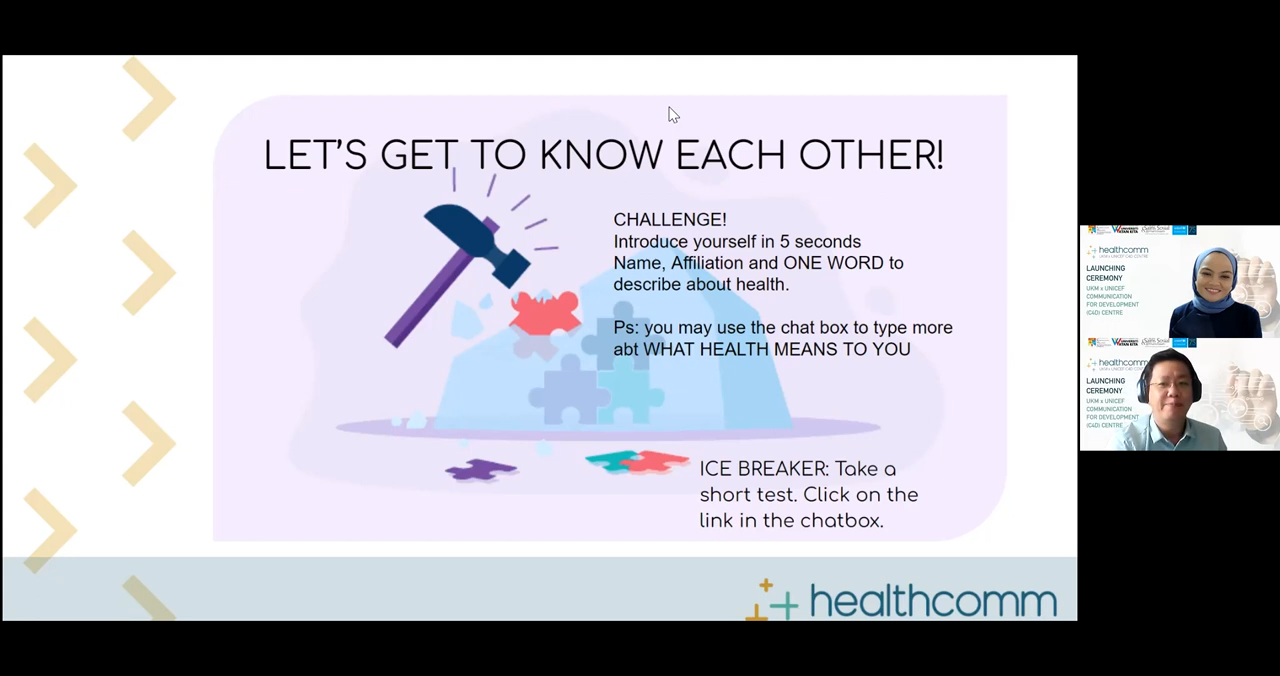 LET'S GET TO KNOW EACH OTHER!
CHALLENGE!
Introduce yourself in 5 seconds
Name, Affiliation and ONE WORD to
describe about health.
Ps: you may use the chat box to type more
abt WHAT HEALTH MEANS TO YOU
ICE BREAKER: Take a
short test. Click on the
link in the chatbox.
healthcomm
healthcomm
LAUNCHING
CEREMONY
UKM x UNICEF
COMMUNICATION
FOR DEVELOPMENT
(C4D) CENTRE
healthcomm
LAUNCHING
CEREMONY
UKM x UNICEF
COMMUNICATION
FOR DEVELOPMENT
(C4D) CENTRE